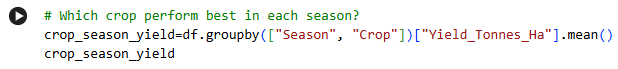 # Which crop perform best in each season?
crop_season_yield=df.groupby(["Season", "Crop"])["Yield_Tonnes_Ha"].mean()
crop_season_yield